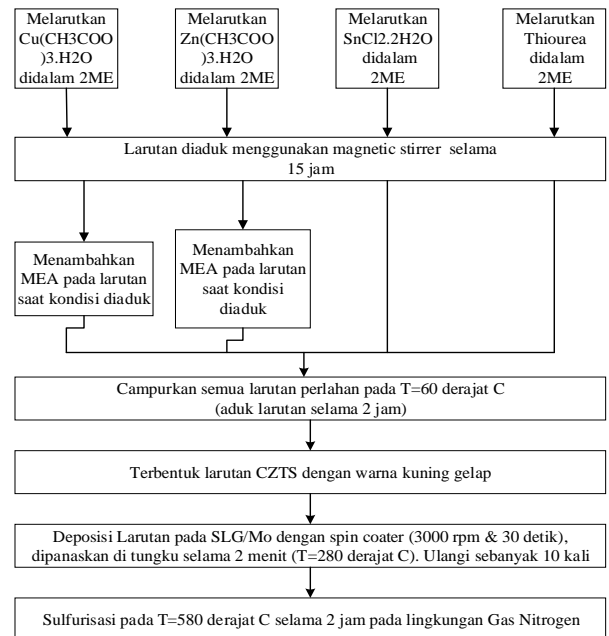 Melarutkan
Cu(CH3COO
)3.H2O
didalam 2ME
Melarutkan
Zn(CH3COO
)3.H2O
didalam 2ME
Melarutkan
SnCl2.2H2O
didalam
2ME
Melarutkan
Thiourea
didalam
2ME
Larutan diaduk menggunakan magnetic stirrer selama
15 jam
Menambahkan
MEA pada larutan
saat kondisi diaduk
Menambahkan
MEA pada larutan
saat kondisi
diaduk
Campurkan semua larutan perlahan pada T=60 derajat C
(aduk larutan selama 2 jam)
Terbentuk larutan CZTS dengan warna kuning gelap
Deposisi Larutan pada SLG/Mo dengan spin coater (3000 rpm & 30 detik),
dipanaskan di tungku selama 2 menit (T=280 derajat C). Ulangi sebanyak 10 kali
Sulfurisasi pada T=580 derajat C selama 2 jam pada lingkungan Gas Nitrogen